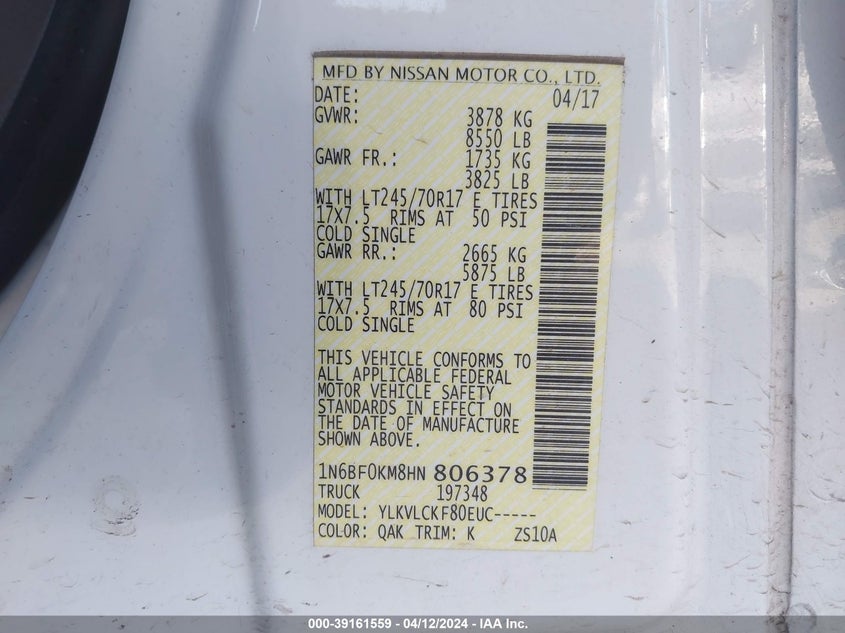 MFD BY NISSAN MOTOR CO., LTD.
DATE: 04/17
GVWR: 3878 KG
8550 LB
GAWR FR.: 1735 KG
3825 LB
WITH LT245/70R17 E TIRES
17X7.5 RIMS AT 50 PSI
COLD SINGLE
GAWR RR.: 2665 KG
5875 LB
WITH LT245/70R17 E TIRES
17X7.5 RIMS AT 80 PSI
COLD SINGLE
THIS VEHICLE CONFORMS TO
ALL APPLICABLE FEDERAL
MOTOR VEHICLE SAFETY
STANDARDS IN EFFECT ON
THE DATE OF MANUFACTURE
SHOWN ABOVE.
1N6BF0KM8HN 806378
TRUCK 197348
MODEL: YLKVLCKF80EUC-----
COLOR: QAK TRIM: K ZS10A
000-39161559 - 04/12/2024 - IAA Inc.